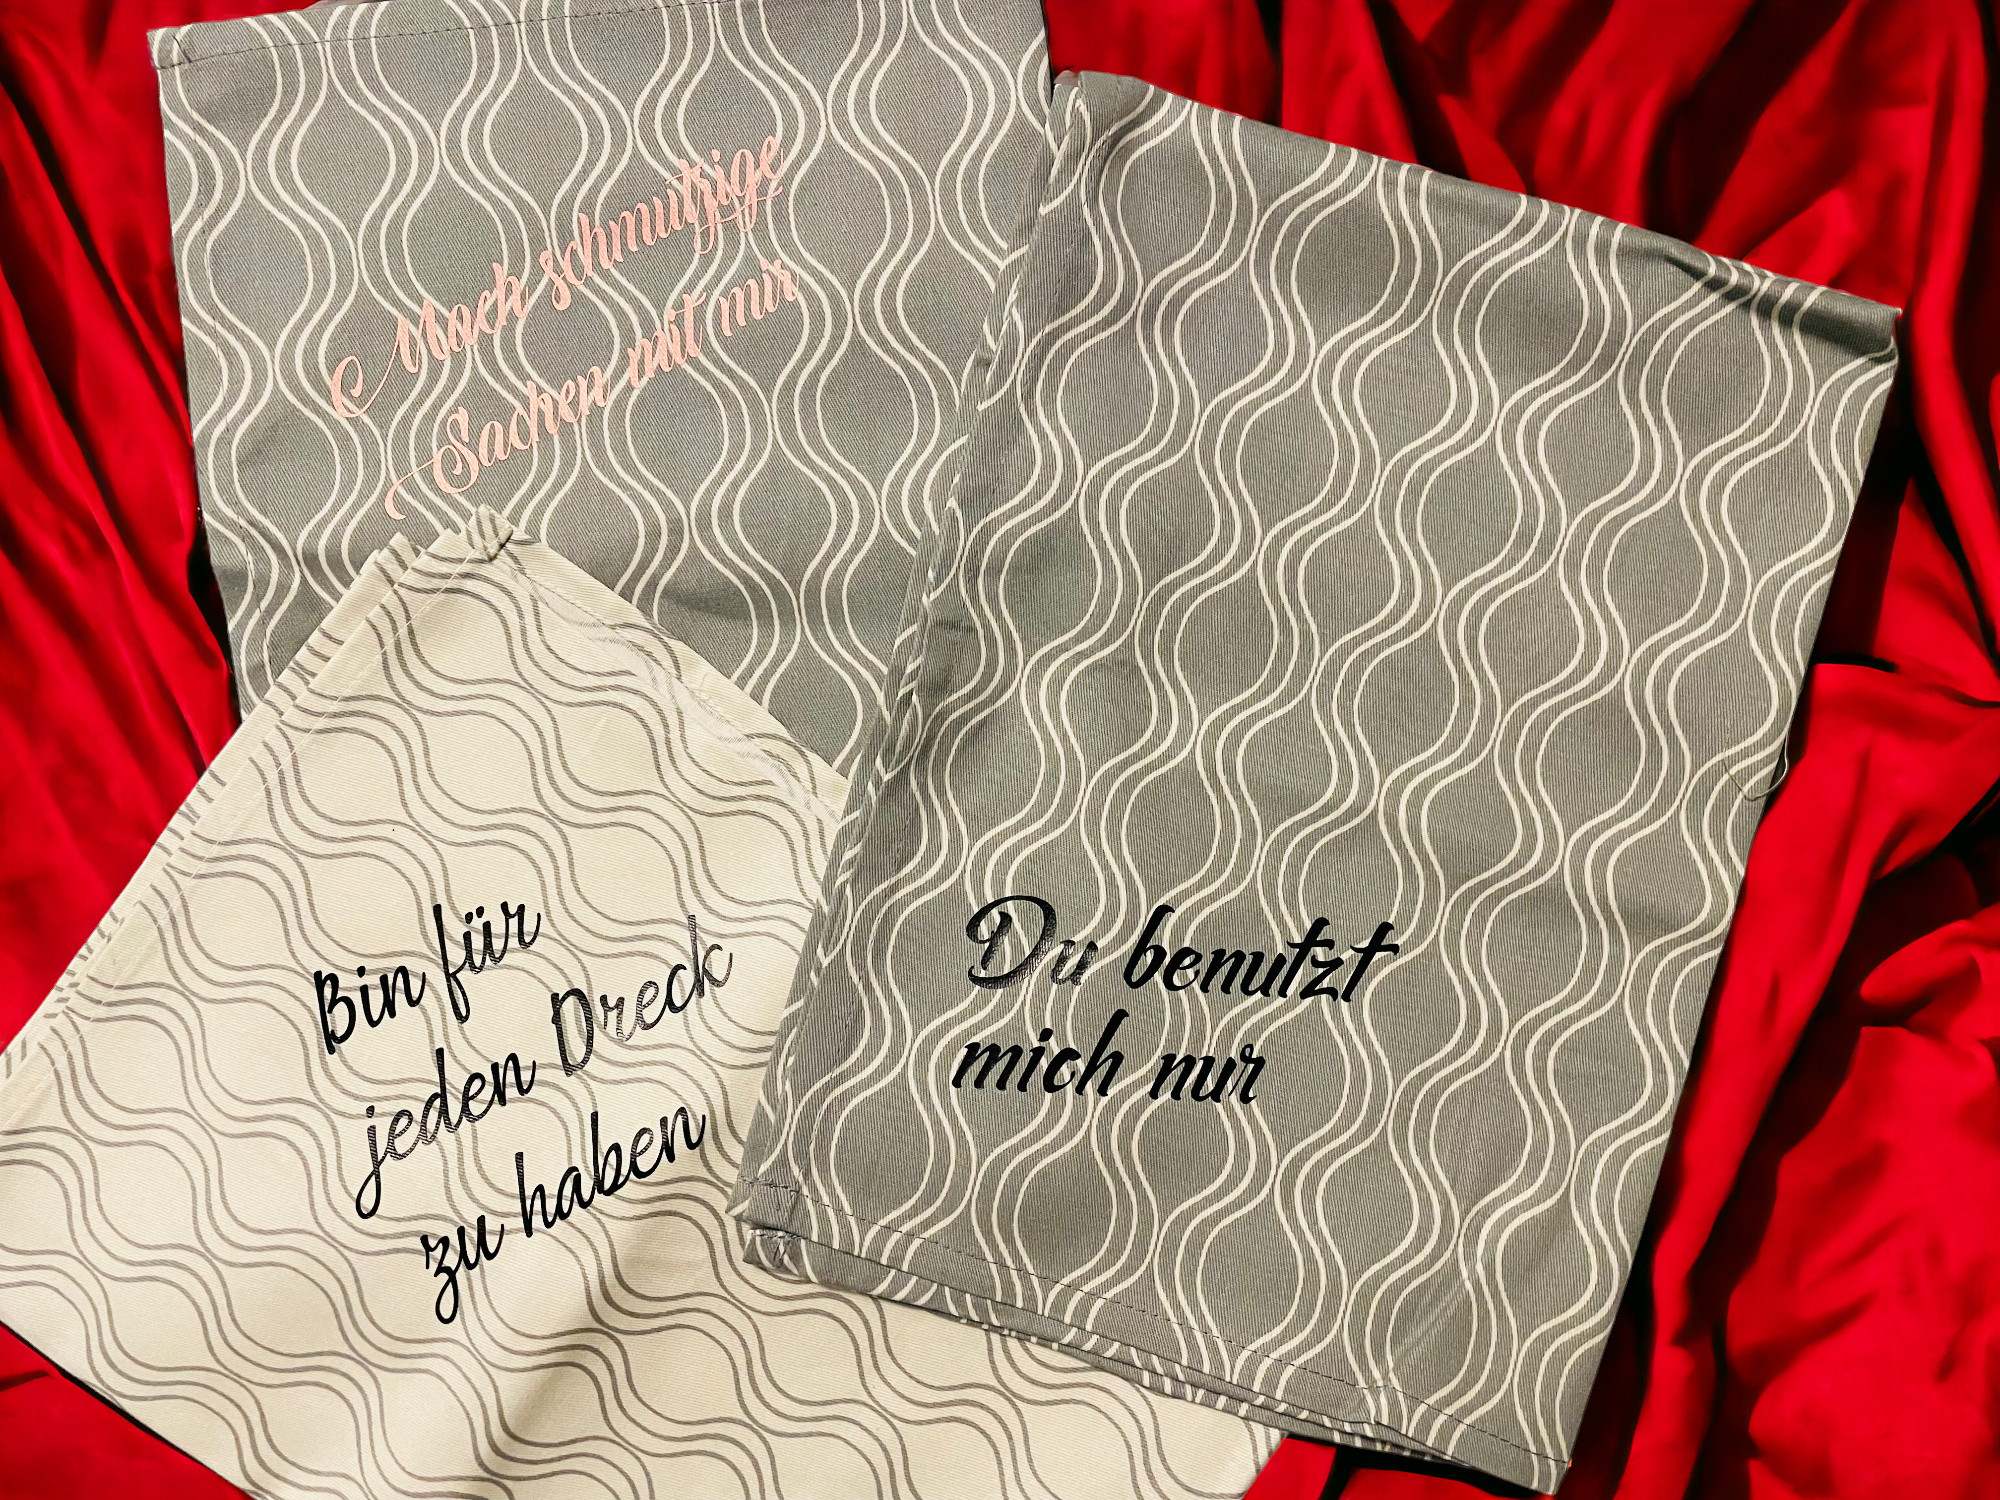 Mach schmutzige
Sachen mit mir
Bin für
jeden Dreck
zu haben
Du benutzt
mich nur